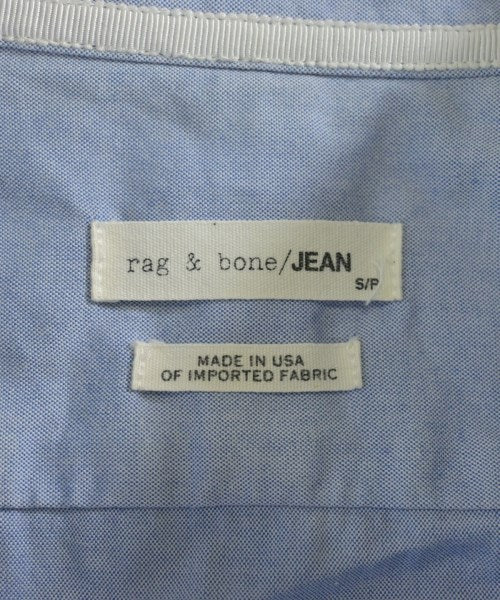 rag & bone/JEAN
S/P
MADE IN USA
OF IMPORTED FABRIC